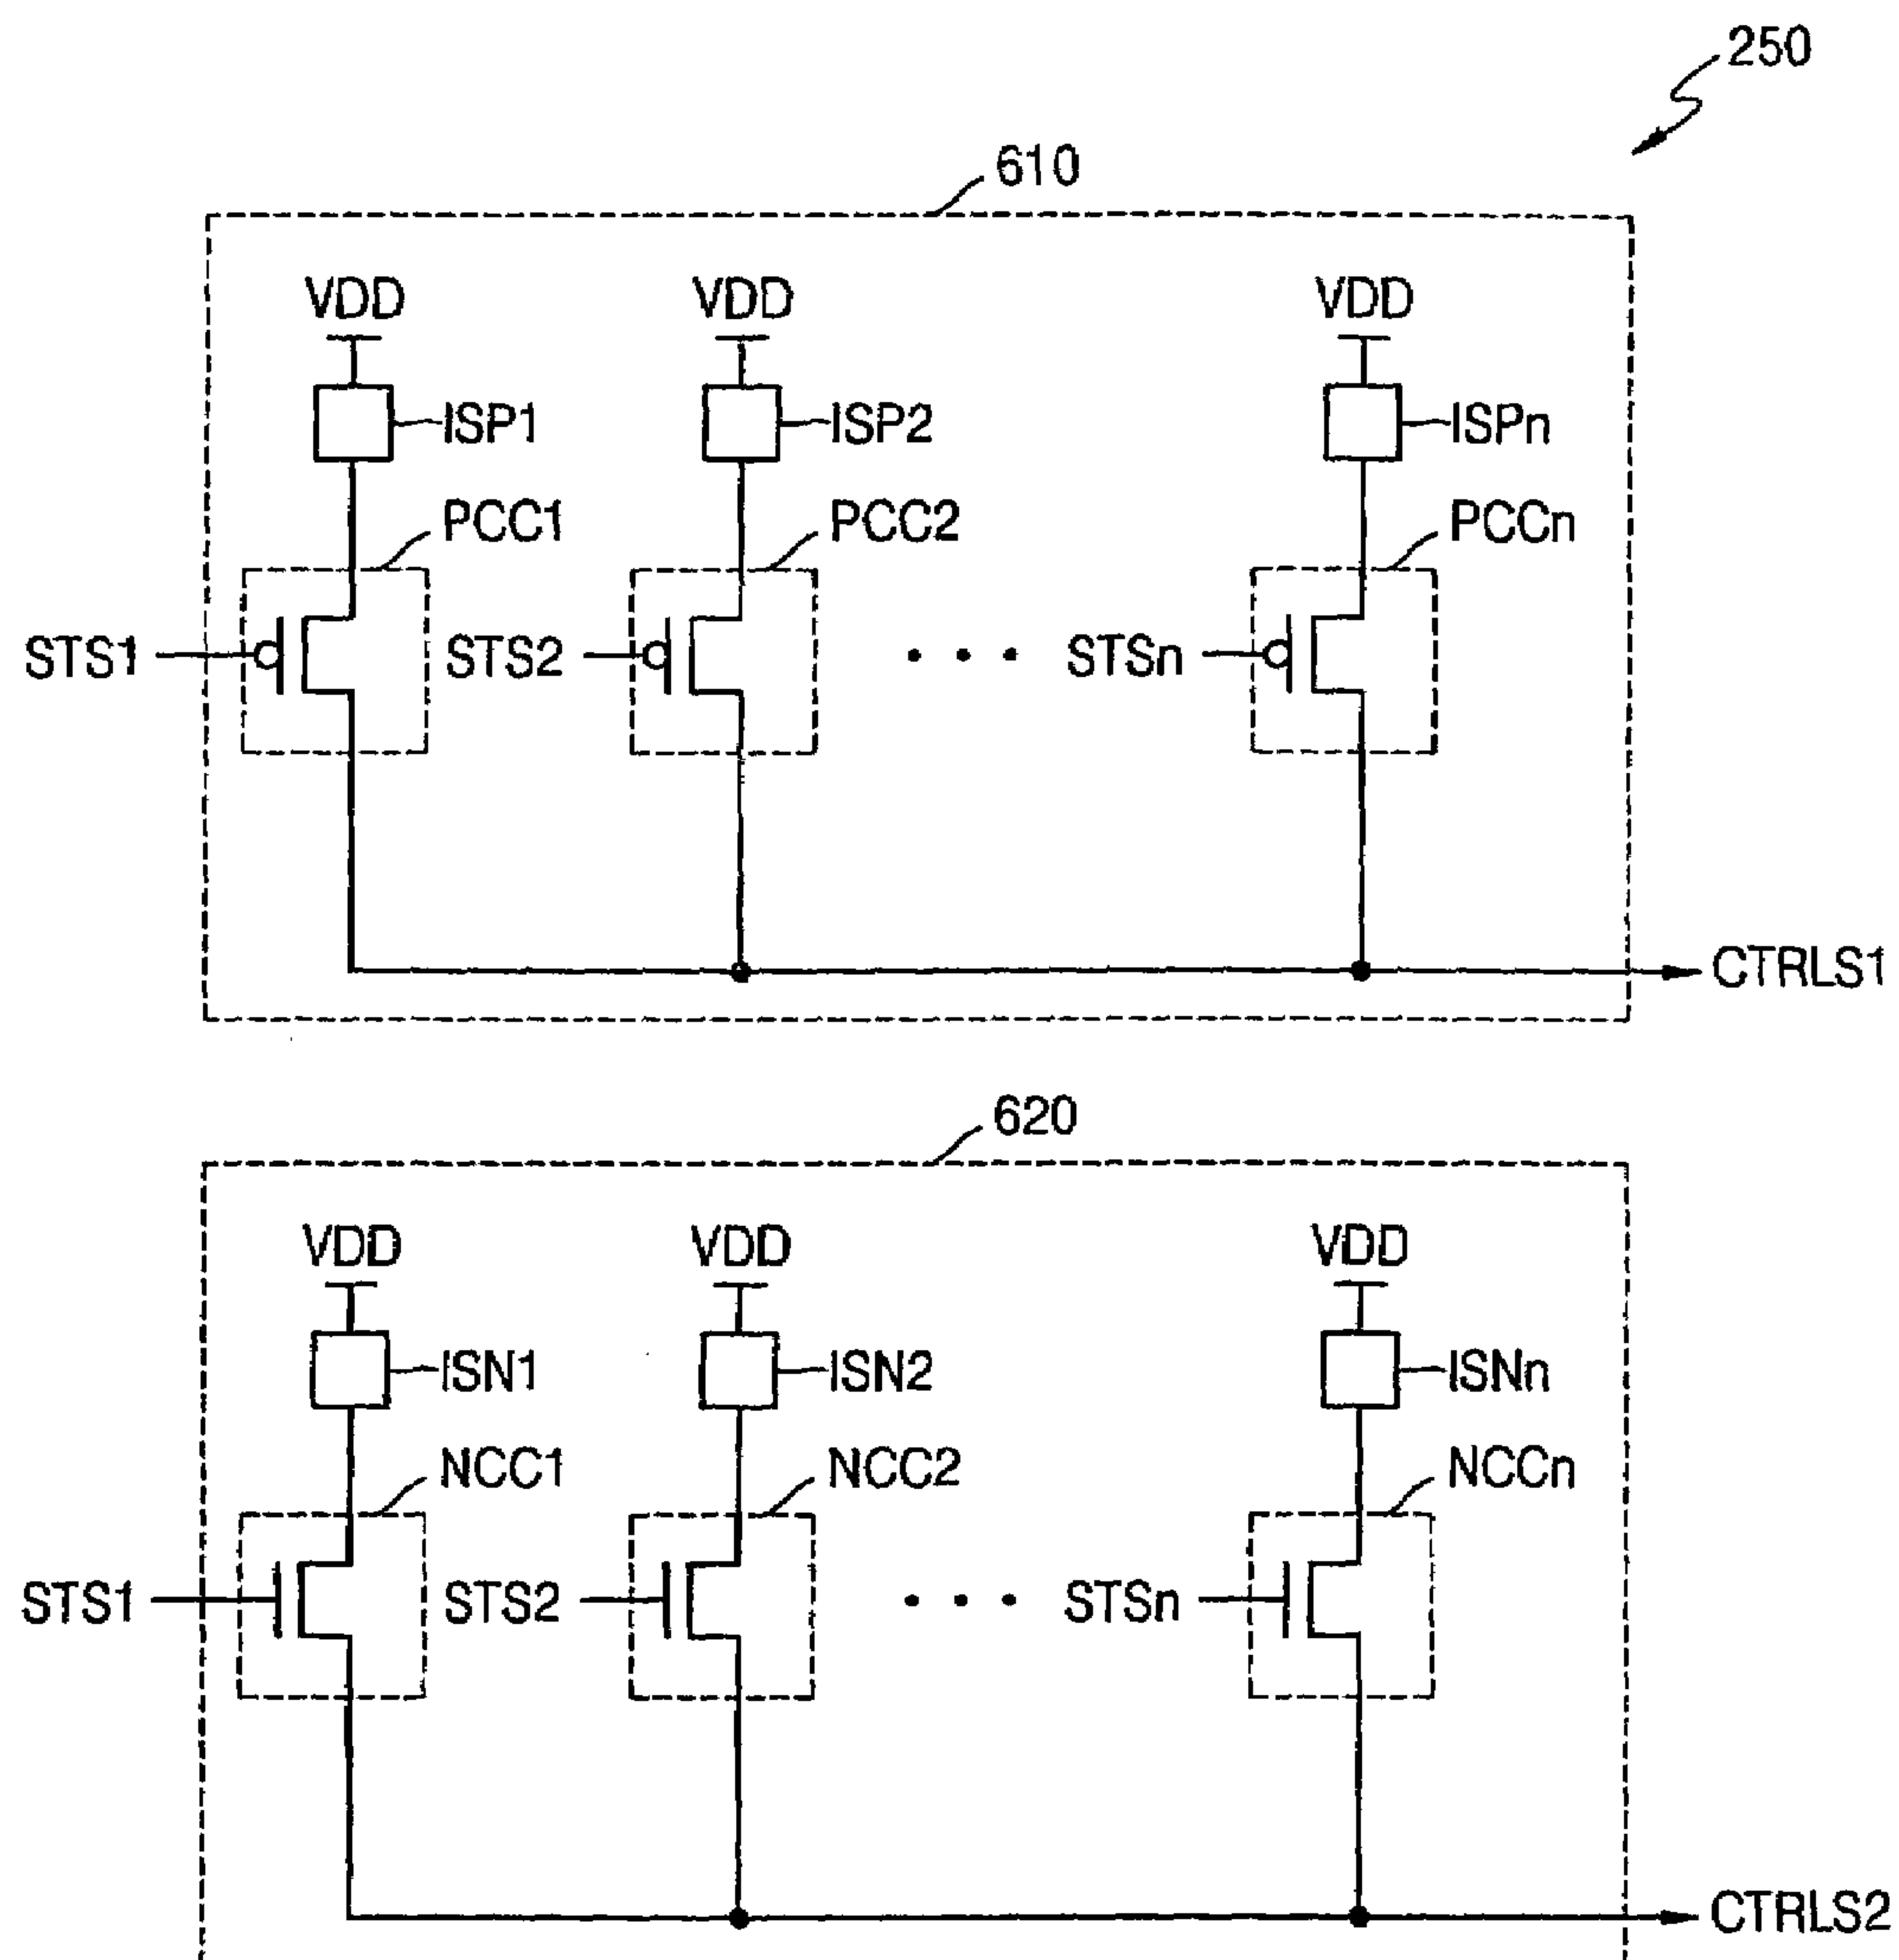 250
610
VDD VDD VDD
ISP1 ISP2 ISPn
PCC1 PCC2 PCCn
STS1 STS2 • • • STSn
CTRLS1
620
VDD VDD VDD
ISN1 ISN2 ISNn
NCC1 NCC2 NCCn
STS1 STS2 • • • STSn
CTRLS2